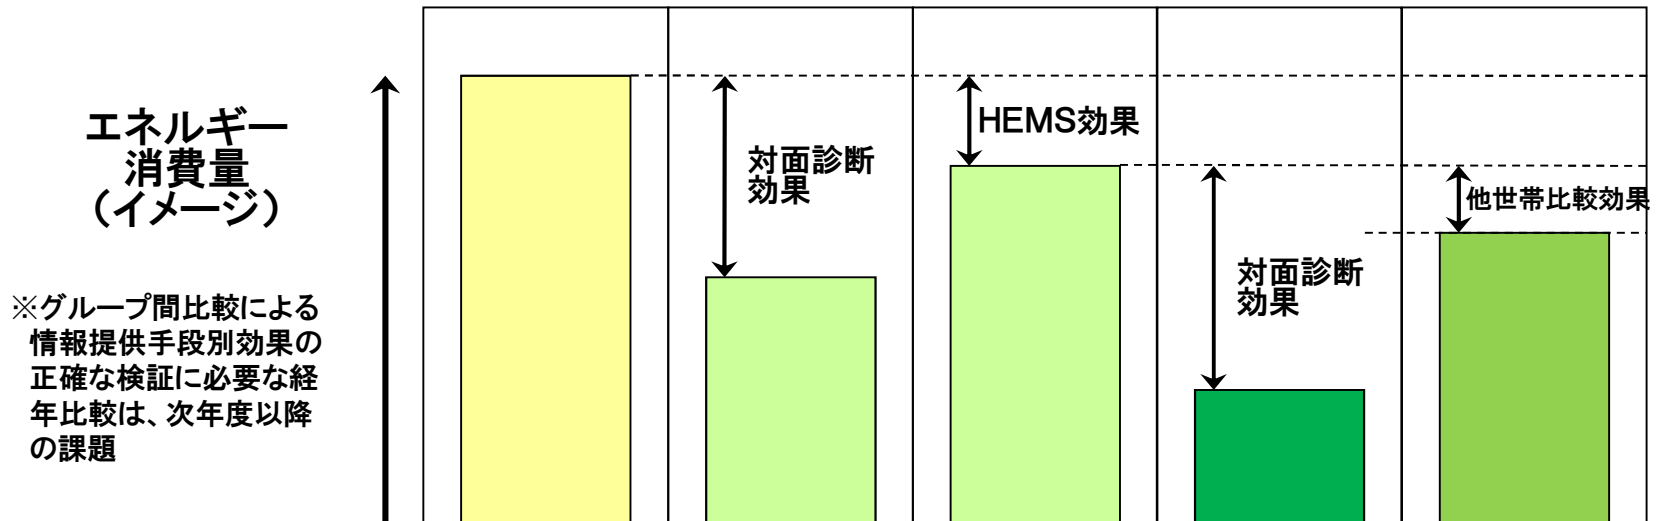 エネルギー
消費量
（イメージ）
※グループ間比較による
情報提供手段別効果の
正確な検証に必要な経
年比較は、次年度以降
の課題
対面診断
効果
HEMS効果
対面診断
効果
他世帯比較効果